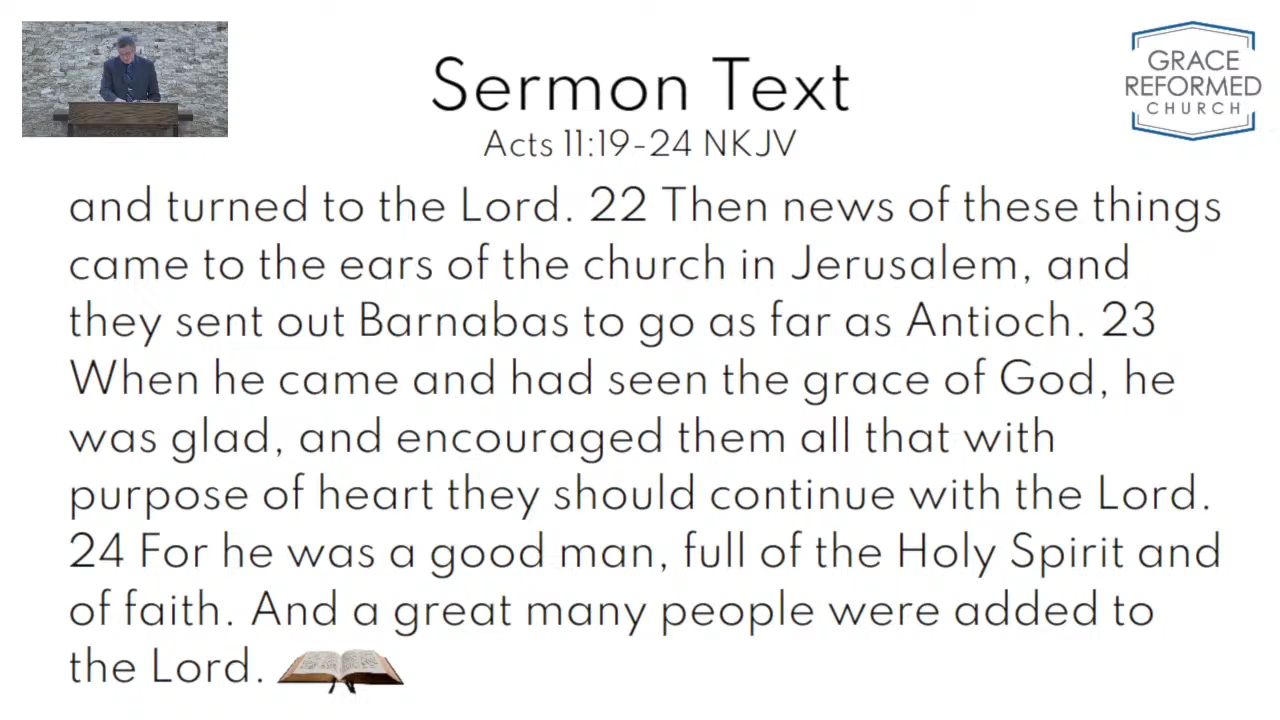 Sermon Text
Acts 11:19-24 NKJV
GRACE
REFORMED
CHURCH
and turned to the Lord. 22 Then news of these things
came to the ears of the church in Jerusalem, and
they sent out Barnabas to go as far as Antioch. 23
When he came and had seen the grace of God, he
was glad, and encouraged them all that with
purpose of heart they should continue with the Lord.
24 For he was a good man, full of the Holy Spirit and
of faith. And a great many people were added to
the Lord.